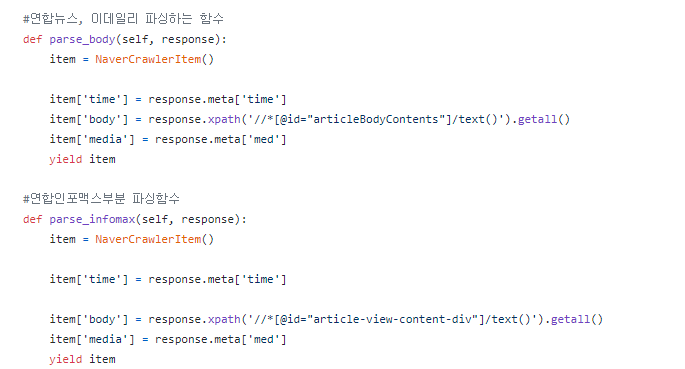 #연합뉴스, 이데일리 파싱하는 함수
def parse_body(self, response):
    item = NaverCrawlerItem()

    item['time'] = response.meta['time']
    item['body'] = response.xpath('//*[@id="articleBodyContents"]/text()').getall()
    item['media'] = response.meta['med']
    yield item

#연합인포맥스부분 파싱함수
def parse_infomax(self, response):
    item = NaverCrawlerItem()

    item['time'] = response.meta['time']

    item['body'] = response.xpath('//*[@id="article-view-content-div"]/text()').getall()
    item['media'] = response.meta['med']
    yield item